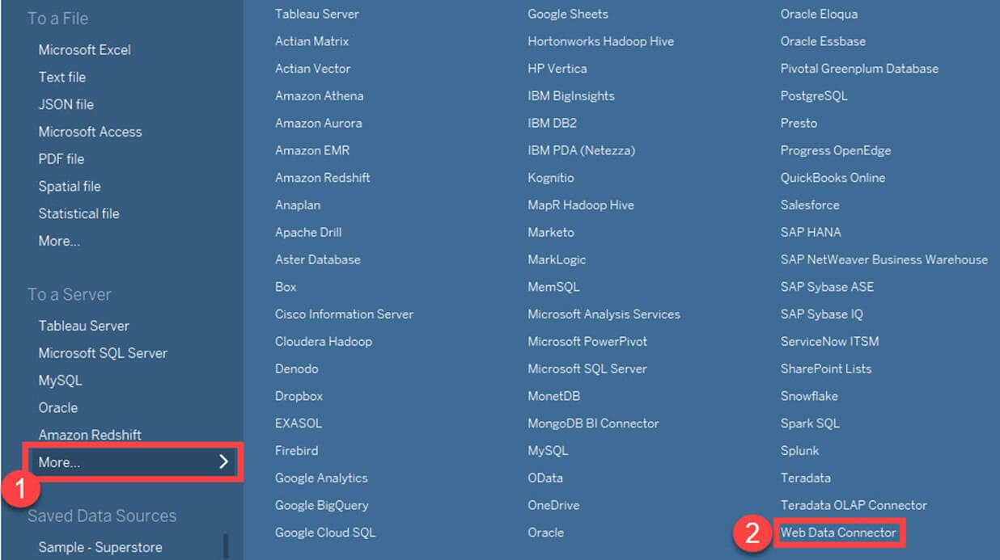 To a File
Microsoft Excel
Text file
JSON file
Microsoft Access
PDF file
Spatial file
Statistical file
More...
To a Server
Tableau Server
Microsoft SQL Server
MySQL
Oracle
Amazon Redshift
More...
1
Saved Data Sources
Sample - Superstore
Tableau Server
Actian Matrix
Actian Vector
Amazon Athena
Amazon Aurora
Amazon EMR
Amazon Redshift
Anaplan
Apache Drill
Aster Database
Box
Cisco Information Server
Cloudera Hadoop
Denodo
Dropbox
EXASOL
Firebird
Google Analytics
Google BigQuery
Google Cloud SQL
Google Sheets
Hortonworks Hadoop Hive
HP Vertica
IBM BigInsights
IBM DB2
IBM PDA (Netezza)
Kognitio
MapR Hadoop Hive
Marketo
MarkLogic
MemSQL
Microsoft Analysis Services
Microsoft PowerPivot
Microsoft SQL Server
MonetDB
MongoDB BI Connector
MySQL
OData
OneDrive
Oracle
Oracle Eloqua
Oracle Essbase
Pivotal Greenplum Database
PostgreSQL
Presto
Progress OpenEdge
QuickBooks Online
Salesforce
SAP HANA
SAP NetWeaver Business Warehouse
SAP Sybase ASE
SAP Sybase IQ
ServiceNow ITSM
SharePoint Lists
Snowflake
Spark SQL
Splunk
Teradata
Teradata OLAP Connector
2
Web Data Connector